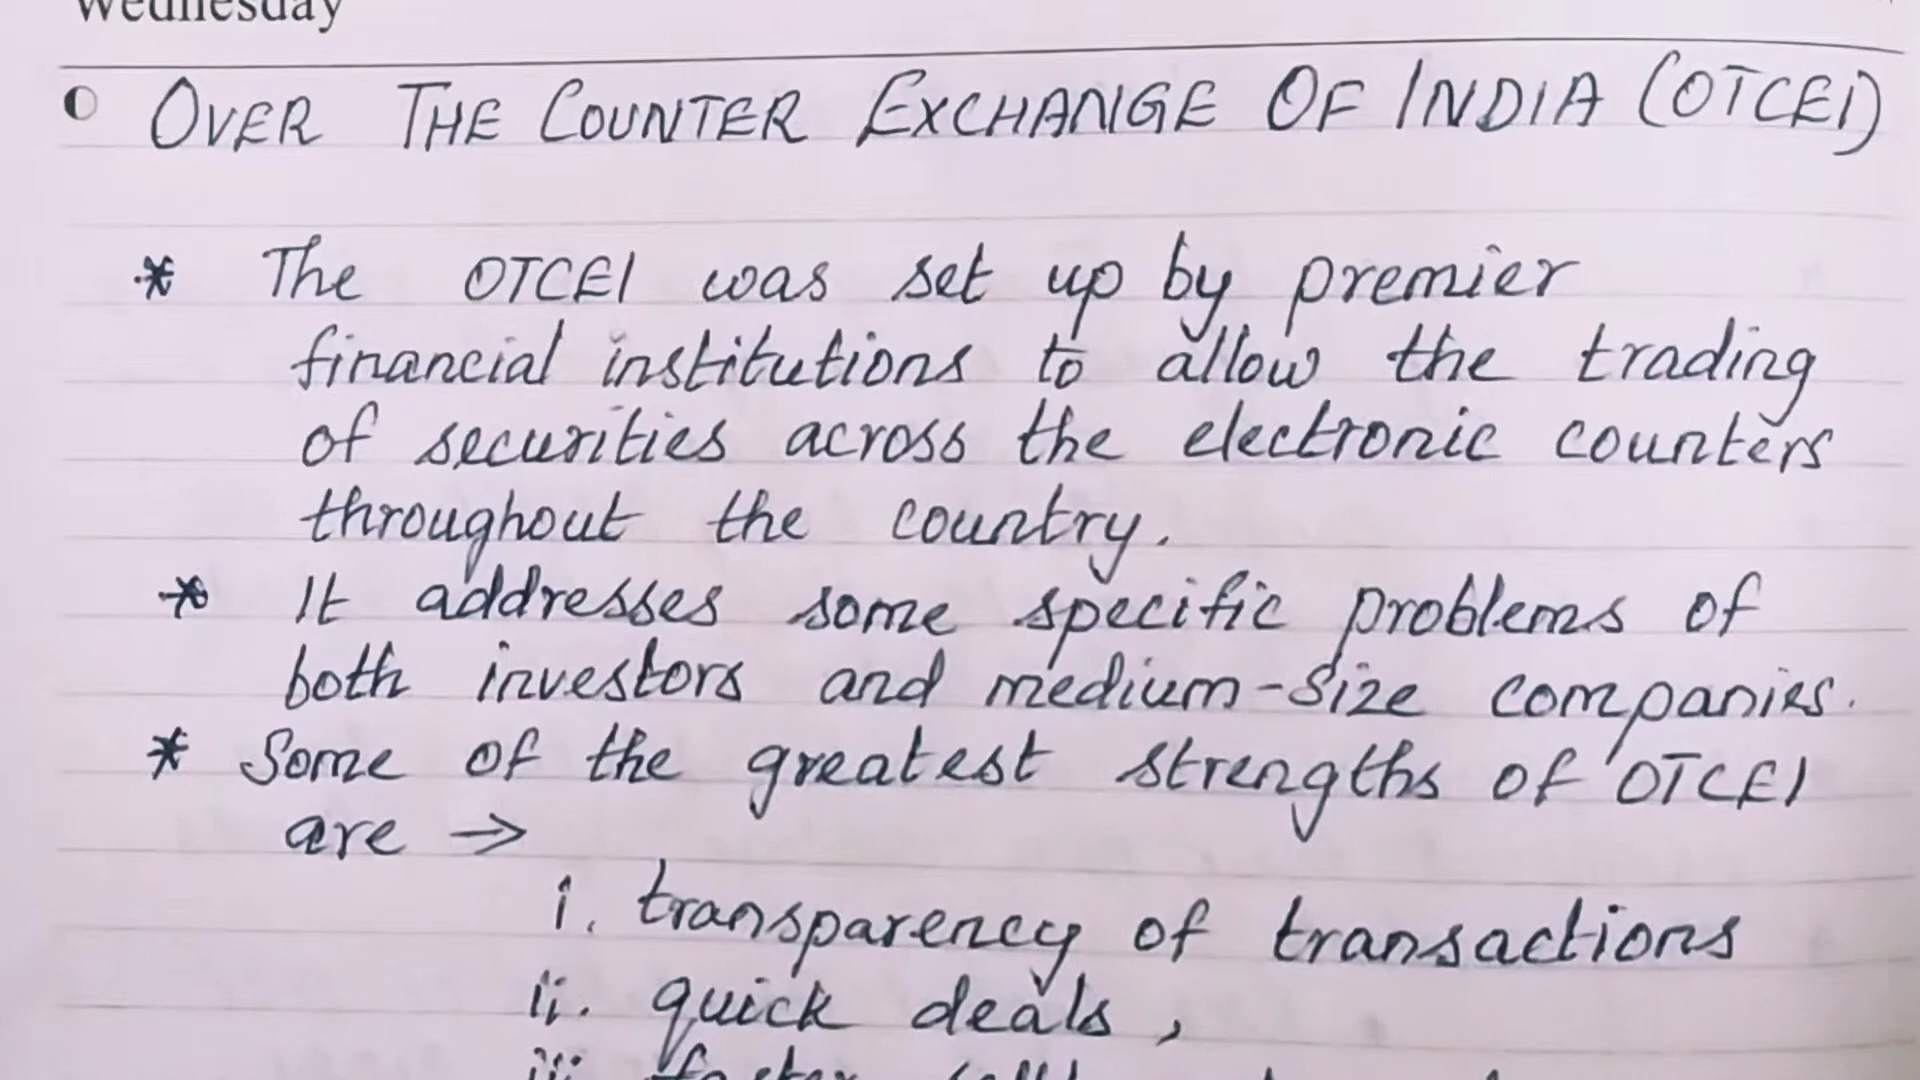 Wednesday
OVER THE COUNTER EXCHANGE OF INDIA (OTCEI)
* The OTCEI was set up by premier
financial institutions to allow the trading
of securities across the electronic counters
throughout the country.
* It addresses some specific problems of
both investors and medium-size companies.
* Some of the greatest strengths of OTCEI
are →
i. transparency of transactions
ii. quick deals,
iii. faster